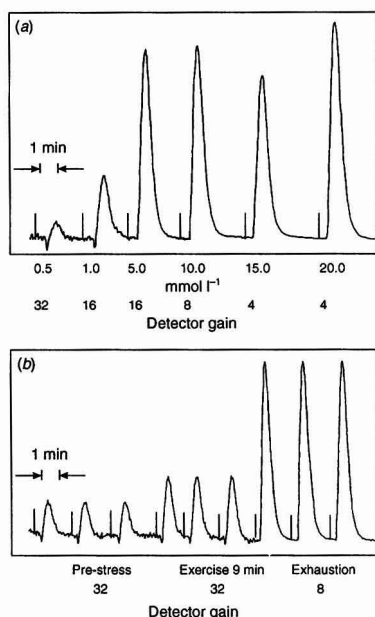 (a)
1 min
0.5 1.0 5.0 10.0 15.0 20.0
mmol l⁻¹
32 16 16 8 4 4
Detector gain
(b)
1 min
Pre-stress Exercise 9 min Exhaustion
32 32 8
Detector gain